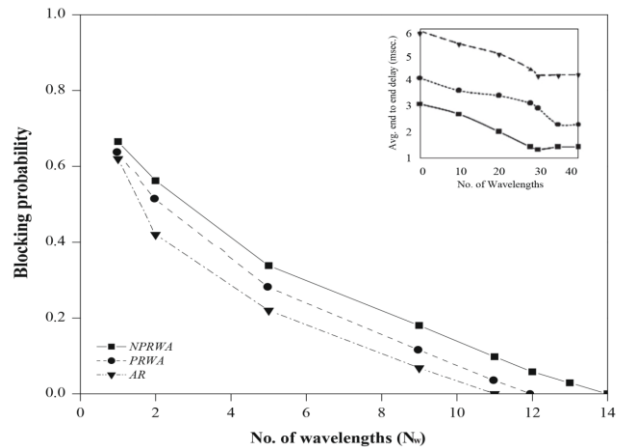 1.0
0.8
0.6
0.4
0.2
0.0
Blocking probability
0 2 4 6 8 10 12 14
No. of wavelengths (Nw)
NPRWA
PRWA
AR
6
5
4
3
2
1
Avg. end to end delay (msec.)
0 10 20 30 40
No. of Wavelengths